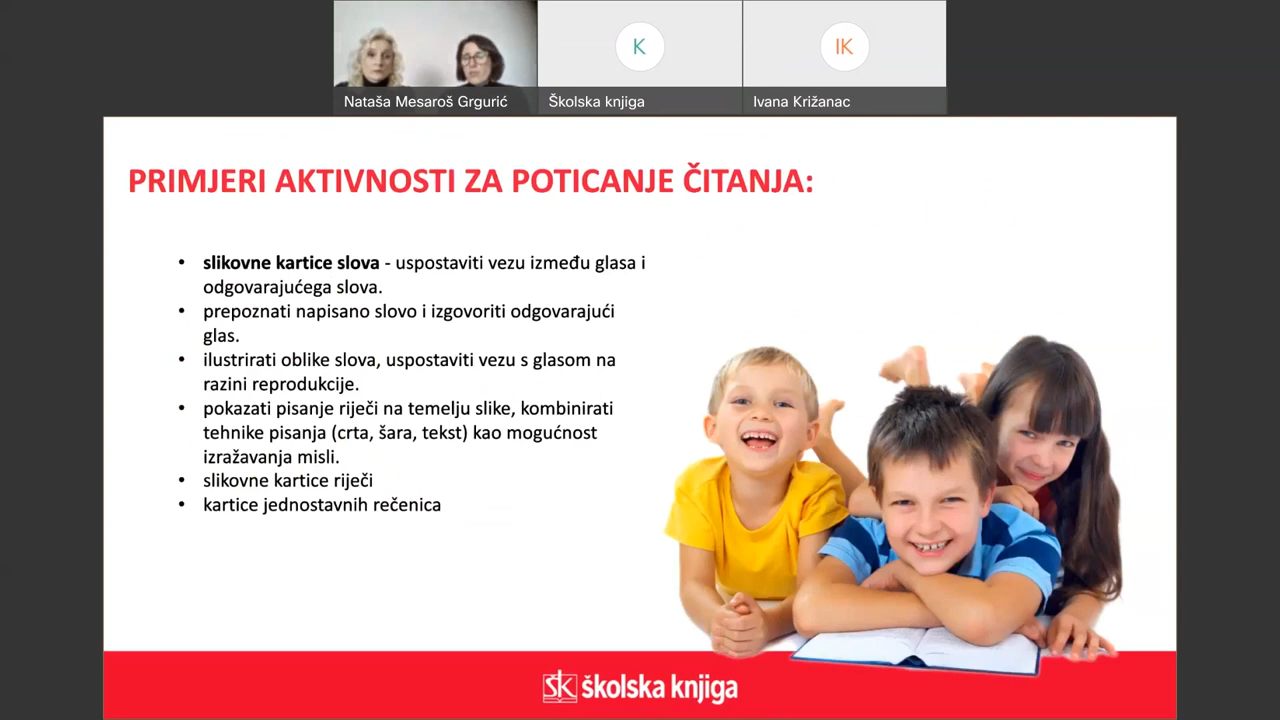 K
IK
Nataša Mesaroš Grgurić
Školska knjiga
Ivana Križanac
PRIMJERI AKTIVNOSTI ZA POTICANJE ČITANJA:
• slikovne kartice slova - uspostaviti vezu između glasa i
odgovarajućega slova.
• prepoznati napisano slovo i izgovoriti odgovarajući
glas.
• ilustrirati oblike slova, uspostaviti vezu s glasom na
razini reprodukcije.
• pokazati pisanje riječi na temelju slike, kombinirati
tehnike pisanja (crta, šara, tekst) kao mogućnost
izražavanja misli.
• slikovne kartice riječi
• kartice jednostavnih rečenica
šk školska knjiga